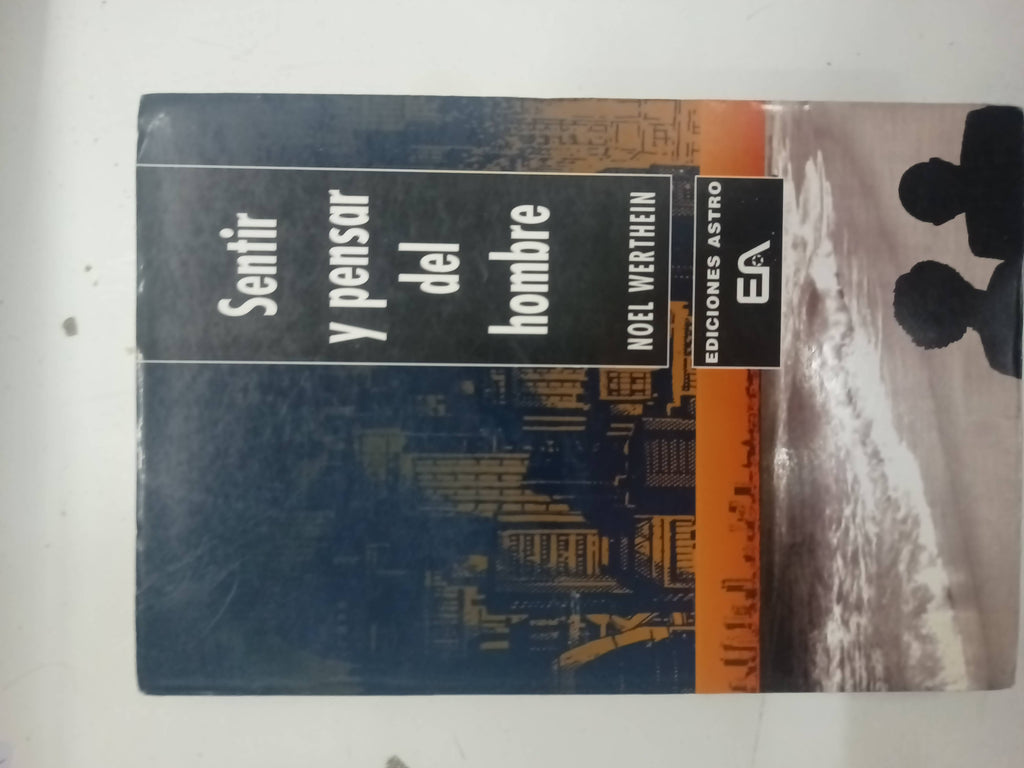 Sentir
y pensar
del
hombre
NOEL WERTHEIN
EDICIONES ASTRO
EA